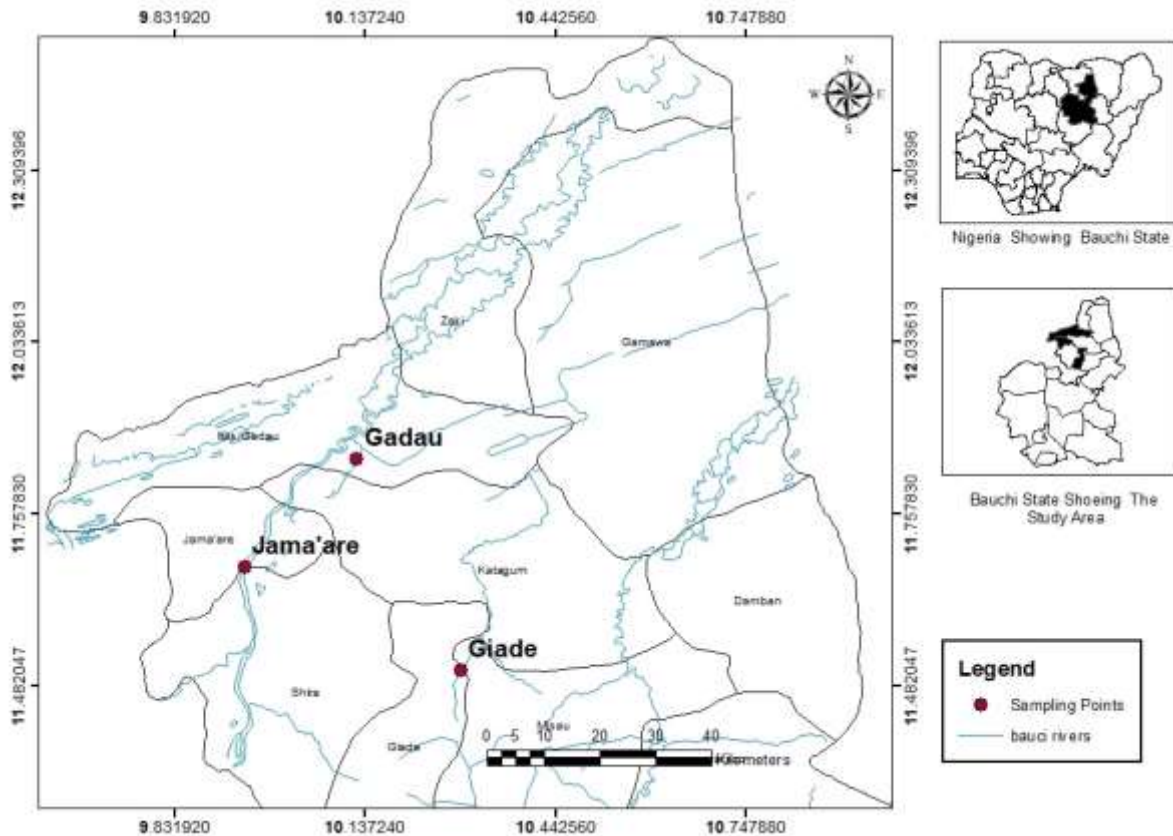 9.831920 10.137240 10.442560 10.747880
N
W E
S
12.309396 12.309396
Nigeria Showing Bauchi State
12.033613 12.033613
Zaki
Gamawa
Gadau
Bauchi State Shoeing The
Study Area
11.757830 11.757830
Jama'are
Jama'are
Katagum
Damban
Giade
Legend
Sampling Points
bauci rivers
11.482047 11.482047
Shira
Misau
Giade
0 5 10 20 30 40
Kilometers
9.831920 10.137240 10.442560 10.747880